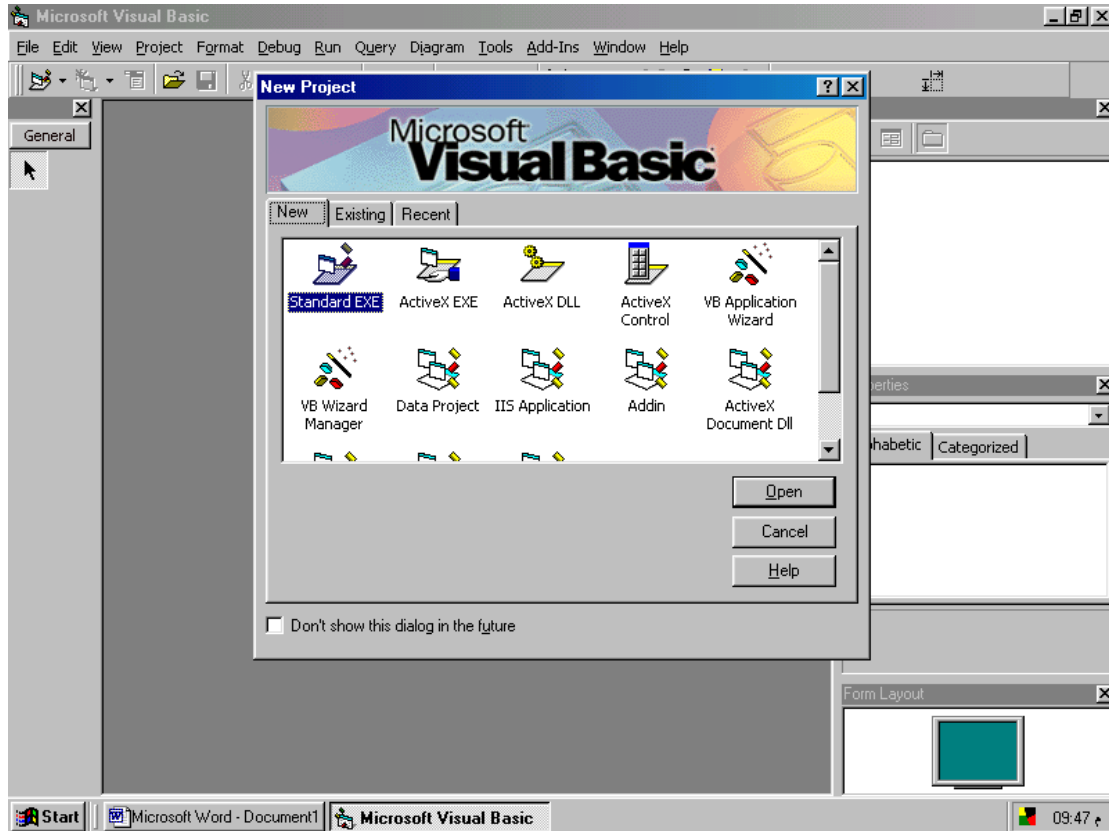 Microsoft Visual Basic
File Edit View Project Format Debug Run Query Diagram Tools Add-Ins Window Help
General
New Project
Microsoft
Visual Basic
New Existing Recent
Standard EXE ActiveX EXE ActiveX DLL ActiveX Control VB Application Wizard
VB Wizard Manager Data Project IIS Application Addin ActiveX Document Dll
Open
Cancel
Help
Don't show this dialog in the future
perties
habetic Categorized
Form Layout
Start Microsoft Word - Document1 Microsoft Visual Basic 09:47 م